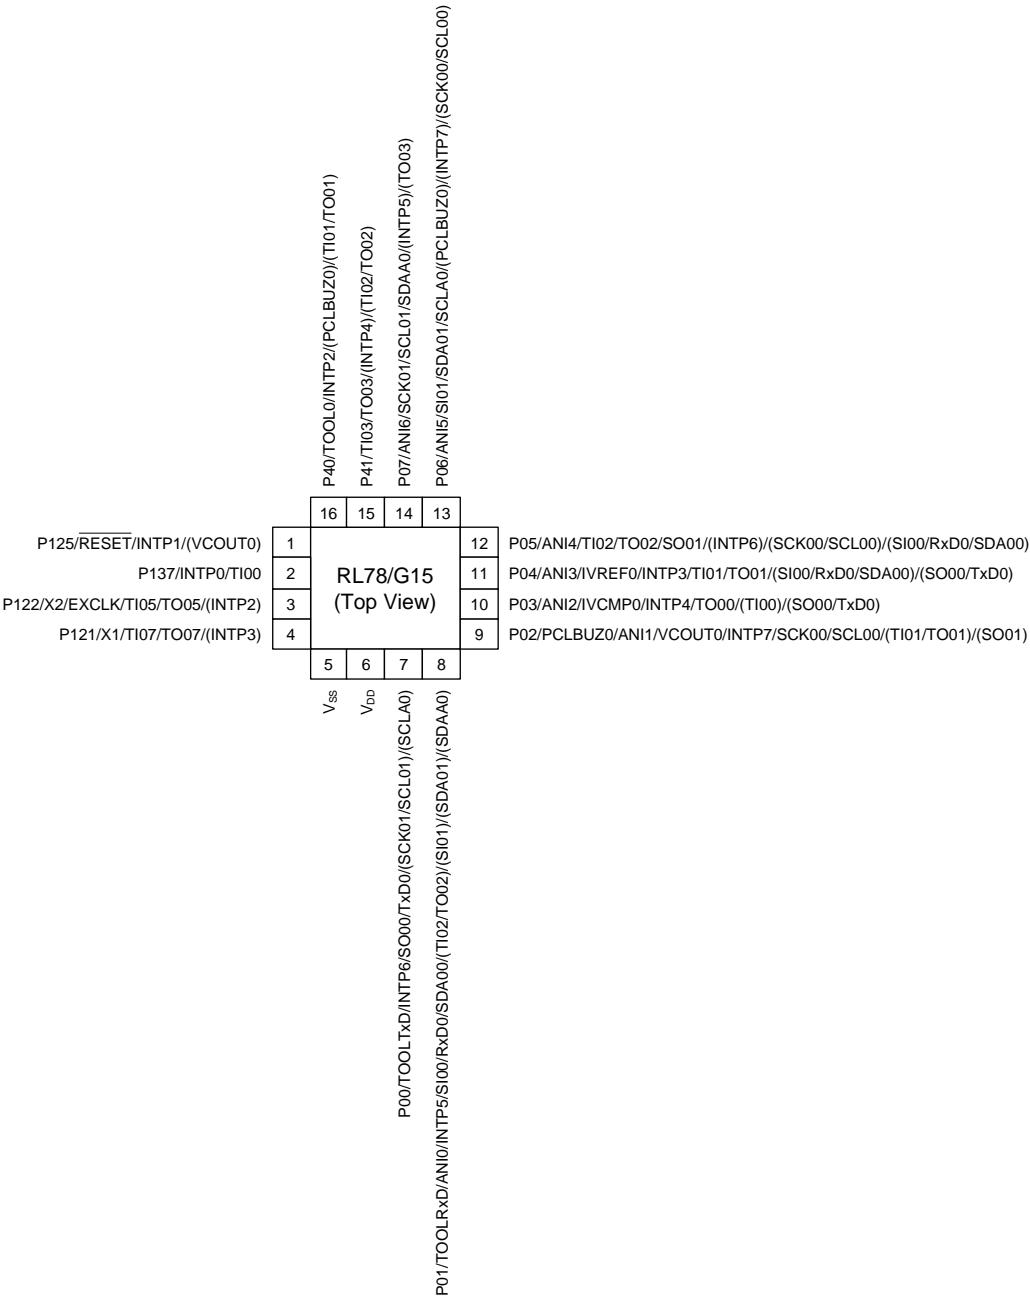 P40/TOOL0/INTP2/(PCLBUZ0)/(TI01/TO01)
P41/TI03/TO03/(INTP4)/(TI02/TO02)
P07/ANI6/SCK01/SCL01/SDAA0/(INTP5)/(TO03)
P06/ANI5/SI01/SDA01/SCLA0/(PCLBUZ0)/(INTP7)/(SCK00/SCL00)
16 15 14 13
P125/RESET/INTP1/(VCOUT0) 1
P137/INTP0/TI00 2
P122/X2/EXCLK/TI05/TO05/(INTP2) 3
P121/X1/TI07/TO07/(INTP3) 4
RL78/G15
(Top View)
12 P05/ANI4/TI02/TO02/SO01/(INTP6)/(SCK00/SCL00)/(SI00/RxD0/SDA00)
11 P04/ANI3/IVREF0/INTP3/TI01/TO01/(SI00/RxD0/SDA00)/(SO00/TxD0)
10 P03/ANI2/IVCMP0/INTP4/TO00/(TI00)/(SO00/TxD0)
9 P02/PCLBUZ0/ANI1/VCOUT0/INTP7/SCK00/SCL00/(TI01/TO01)/(SO01)
5 6 7 8
VSS
VDD
P00/TOOLTxD/INTP6/SO00/TxD0/(SCK01/SCL01)/(SCLA0)
P01/TOOLRxD/ANI0/INTP5/SI00/RxD0/SDA00/(TI02/TO02)/(SI01)/(SDA01)/(SDAA0)